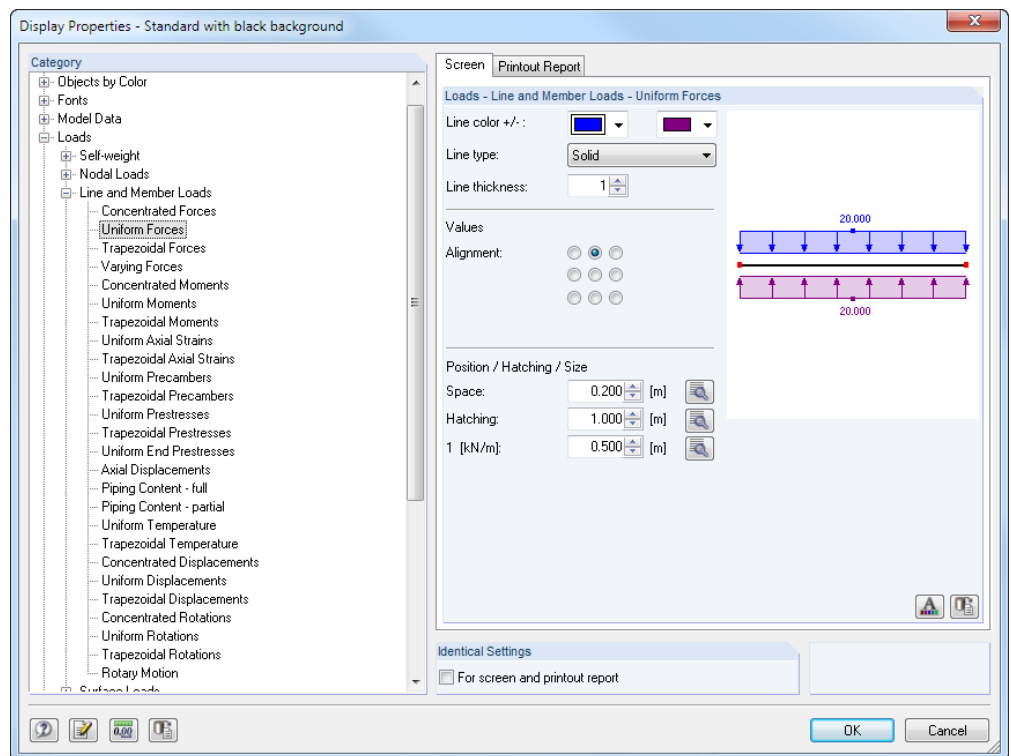 Display Properties - Standard with black background
Category
Objects by Color
Fonts
Model Data
Loads
Self-weight
Nodal Loads
Line and Member Loads
Concentrated Forces
Uniform Forces
Trapezoidal Forces
Varying Forces
Concentrated Moments
Uniform Moments
Trapezoidal Moments
Uniform Axial Strains
Trapezoidal Axial Strains
Uniform Precambers
Trapezoidal Precambers
Uniform Prestresses
Trapezoidal Prestresses
Uniform End Prestresses
Axial Displacements
Piping Content - full
Piping Content - partial
Uniform Temperature
Trapezoidal Temperature
Concentrated Displacements
Uniform Displacements
Trapezoidal Displacements
Concentrated Rotations
Uniform Rotations
Trapezoidal Rotations
Rotary Motion
Surface Loads
Screen
Printout Report
Loads - Line and Member Loads - Uniform Forces
Line color +/- :
Line type: Solid
Line thickness: 1
Values
Alignment:
Position / Hatching / Size
Space: 0.200 [m]
Hatching: 1.000 [m]
1 [kN/m]: 0.500 [m]
20.000
20.000
A
Identical Settings
For screen and printout report
0.00
OK
Cancel